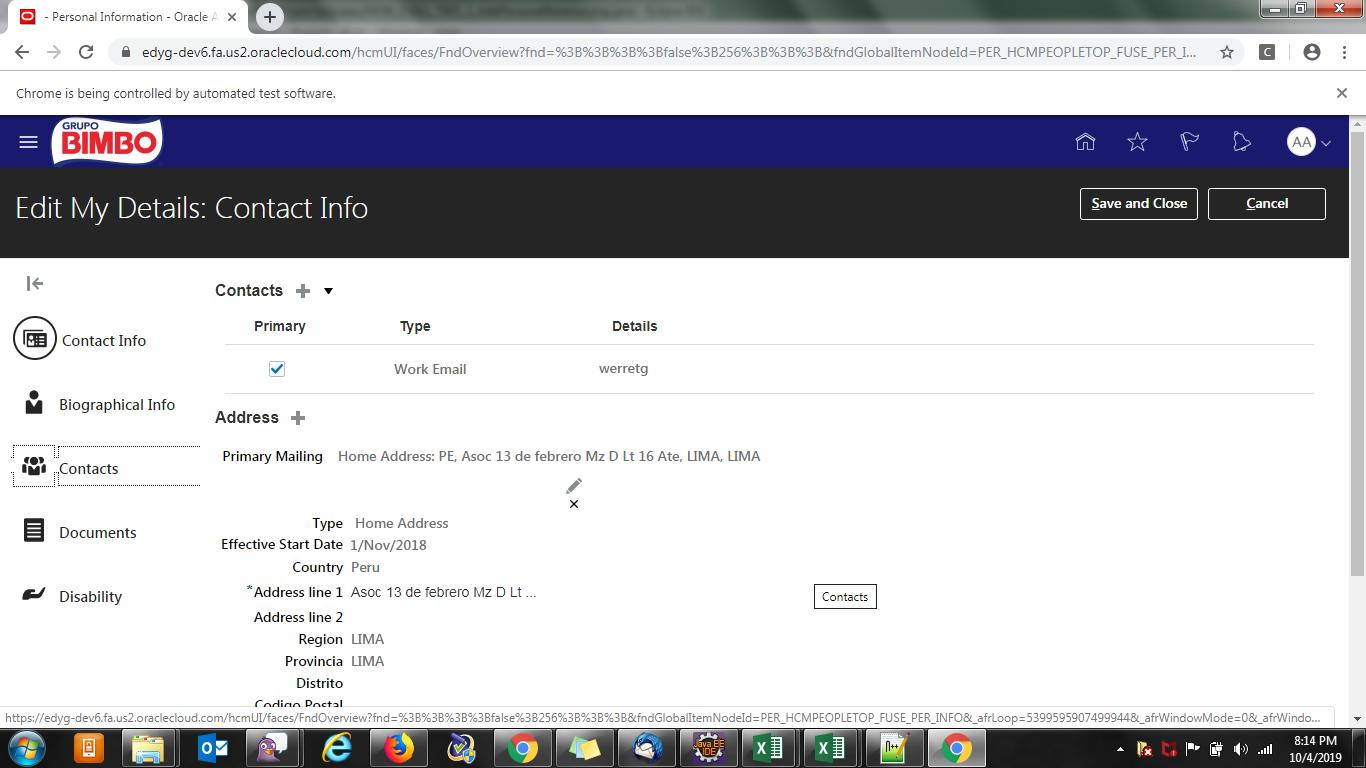 - Personal Information - Oracle A
edyg-dev6.fa.us2.oraclecloud.com/hcmUI/faces/FndOverview?fnd=%3B%3B%3B%3Bfalse%3B256%3B%3B%3B&fndGlobalItemNodeId=PER_HCMPEOPLETOP_FUSE_PER_I...
Chrome is being controlled by automated test software.
GRUPO
BIMBO
AA
Edit My Details: Contact Info
Save and Close
Cancel
Contacts
Primary Type Details
Contact Info
Work Email werretg
Biographical Info
Address
Primary Mailing Home Address: PE, Asoc 13 de febrero Mz D Lt 16 Ate, LIMA, LIMA
Contacts
Type Home Address
Documents
Effective Start Date 1/Nov/2018
Country Peru
*Address line 1 Asoc 13 de febrero Mz D Lt ...
Contacts
Disability
Address line 2
Region LIMA
Provincia LIMA
Distrito
Codigo Postal
https://edyg-dev6.fa.us2.oraclecloud.com/hcmUI/faces/FndOverview?fnd=%3B%3B%3B%3Bfalse%3B256%3B%3B%3B&fndGlobalItemNodeId=PER_HCMPEOPLETOP_FUSE_PER_INFO&_afrLoop=53995959074999444&_afrWindowMode=0&_afrWindo...
Java EE
IDE
8:14 PM
10/4/2019